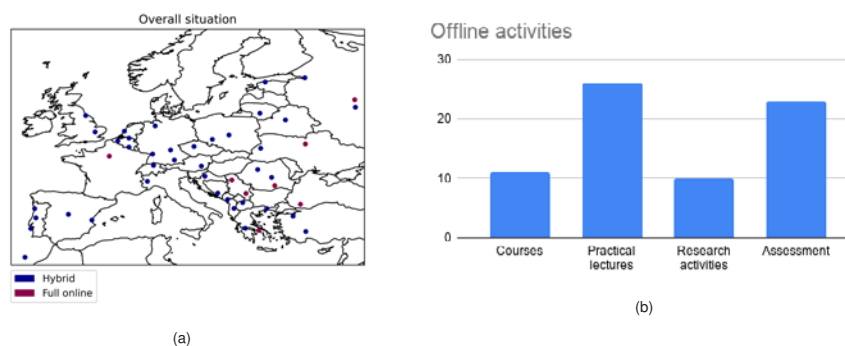 Overall situation
Hybrid
Full online
(a)
Offline activities
30
20
10
0
Courses
Practical
lectures
Research
activities
Assessment
(b)